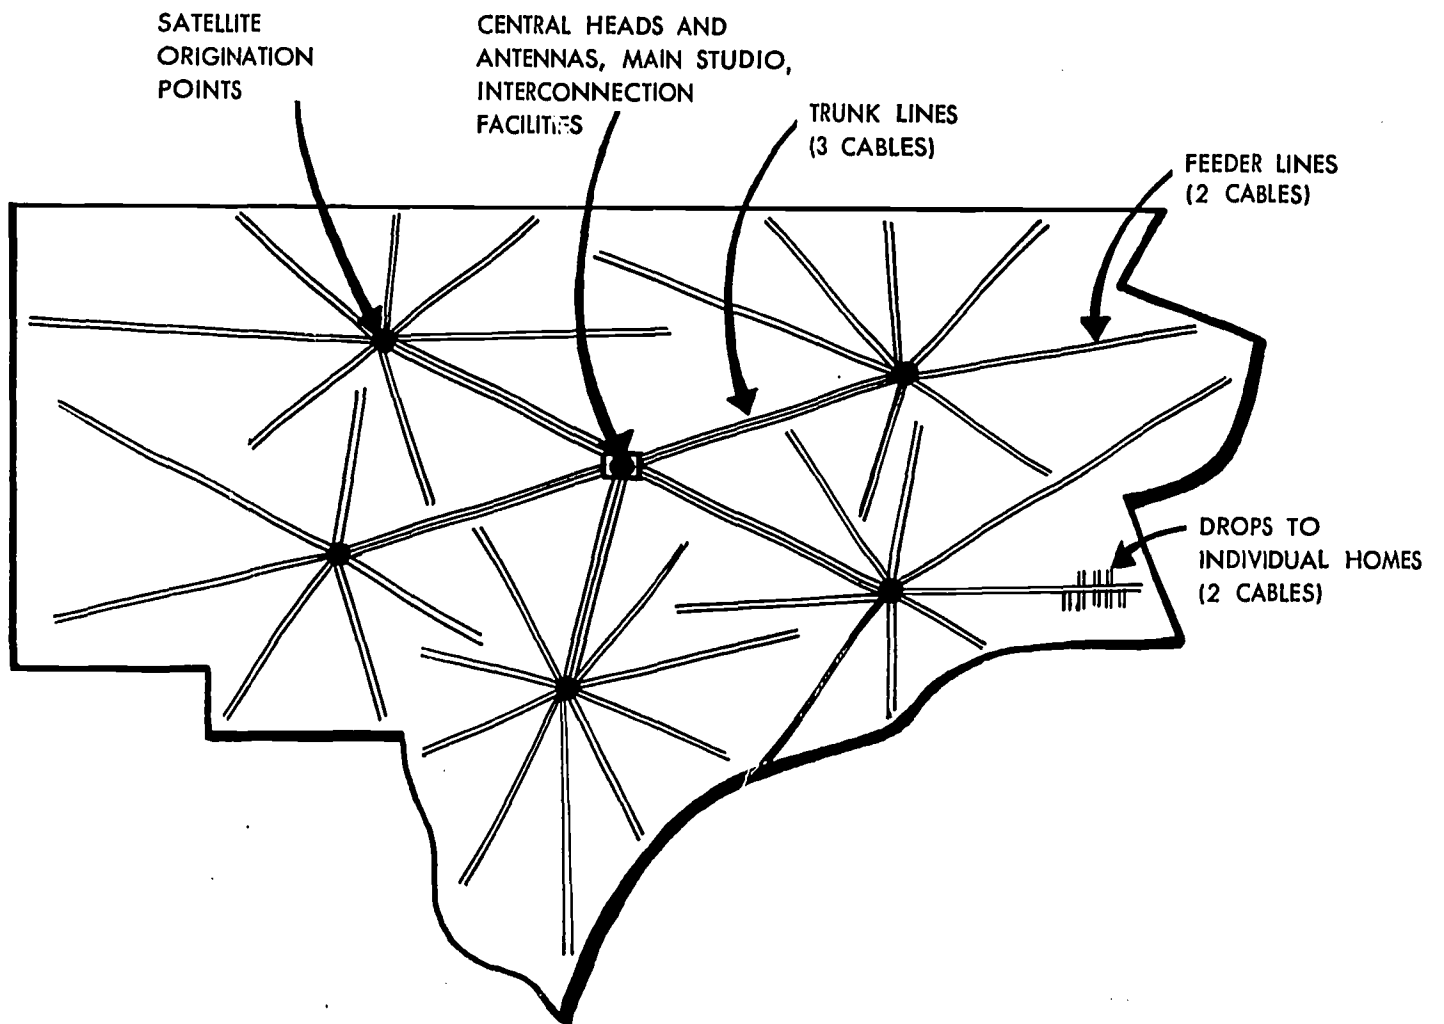 SATELLITE
ORIGINATION
POINTS
CENTRAL HEADS AND
ANTENNAS, MAIN STUDIO,
INTERCONNECTION
FACILITIES
TRUNK LINES
(3 CABLES)
FEEDER LINES
(2 CABLES)
DROPS TO
INDIVIDUAL HOMES
(2 CABLES)